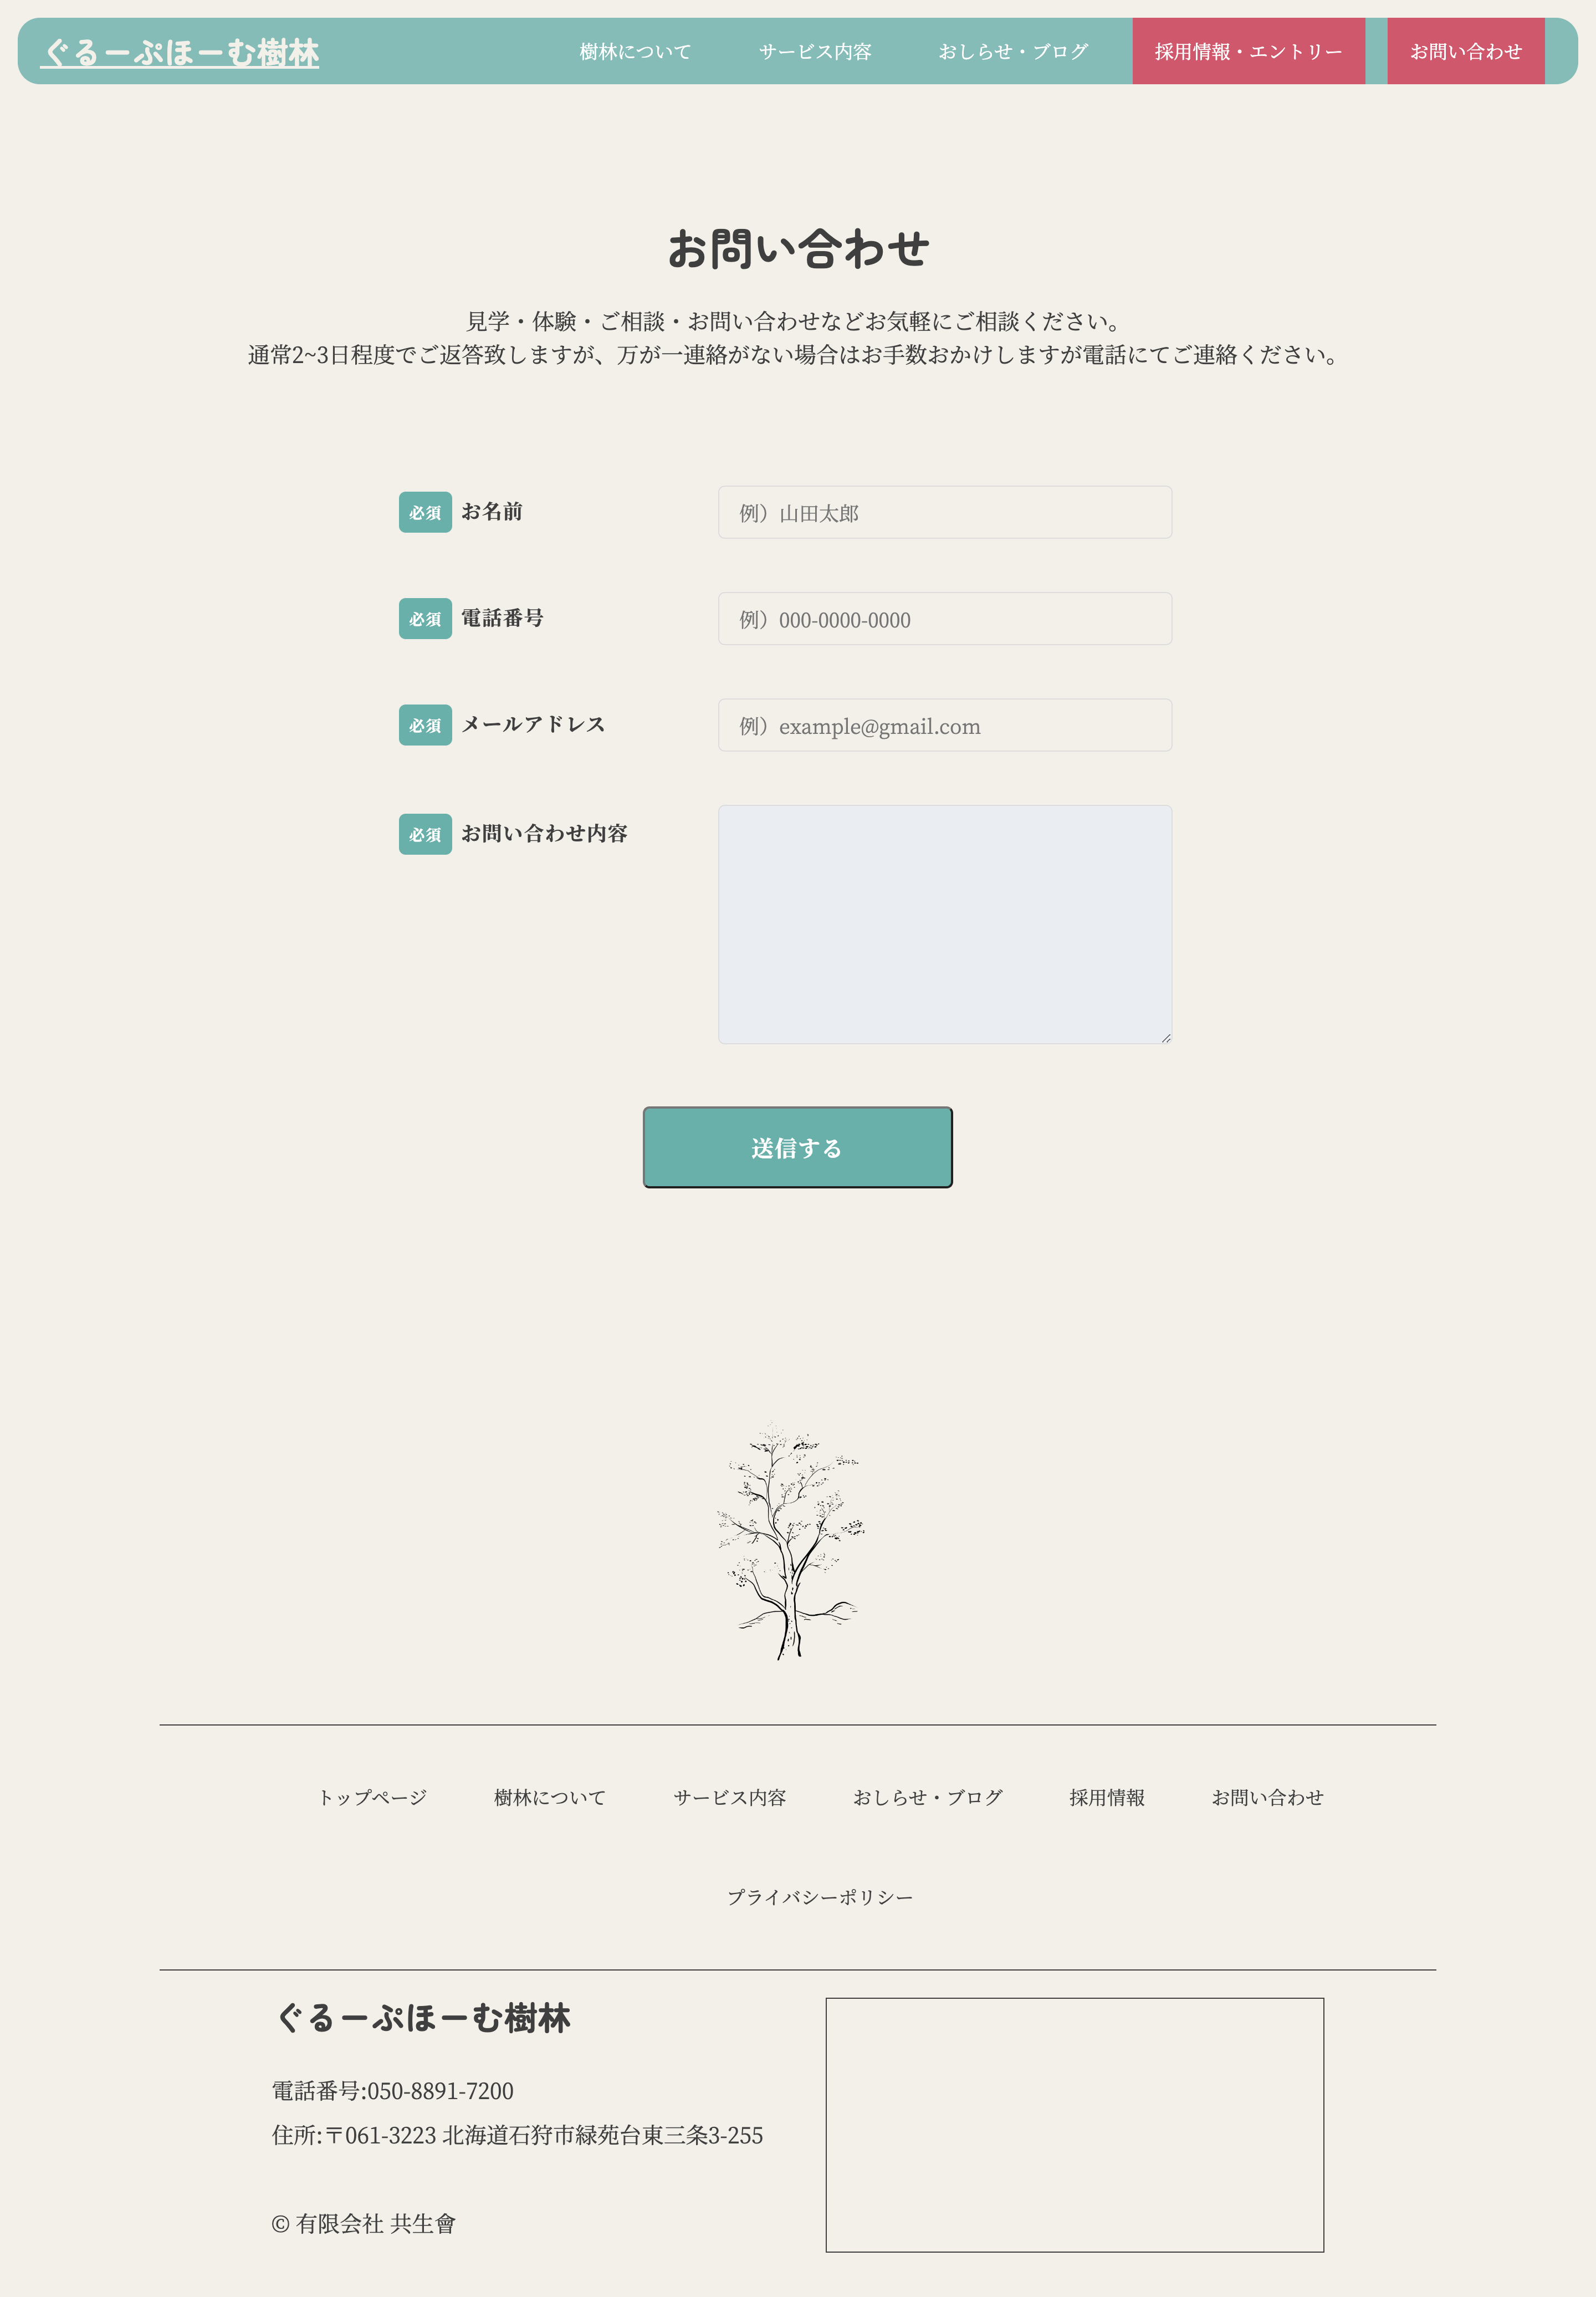 ぐるーぷほーむ樹林
樹林について
サービス内容
おしらせ・ブログ
採用情報・エントリー
お問い合わせ
お問い合わせ
見学・体験・ご相談・お問い合わせなどお気軽にご相談ください。
通常2~3日程度でご返答致しますが、万が一連絡がない場合はお手数おかけしますが電話にてご連絡ください。
必須 お名前
例）山田太郎
必須 電話番号
例）000-0000-0000
必須 メールアドレス
例）example@gmail.com
必須 お問い合わせ内容
送信する
トップページ
樹林について
サービス内容
おしらせ・ブログ
採用情報
お問い合わせ
プライバシーポリシー
ぐるーぷほーむ樹林
電話番号:050-8891-7200
住所:〒061-3223 北海道石狩市緑苑台東三条3-255
© 有限会社 共生會